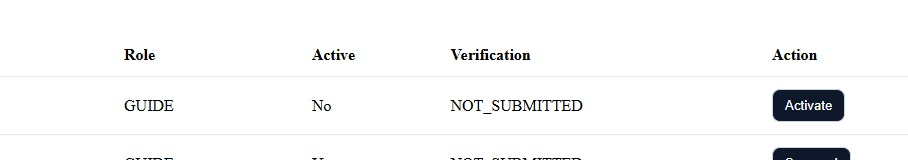 Role Active Verification Action
GUIDE No NOT_SUBMITTED Activate